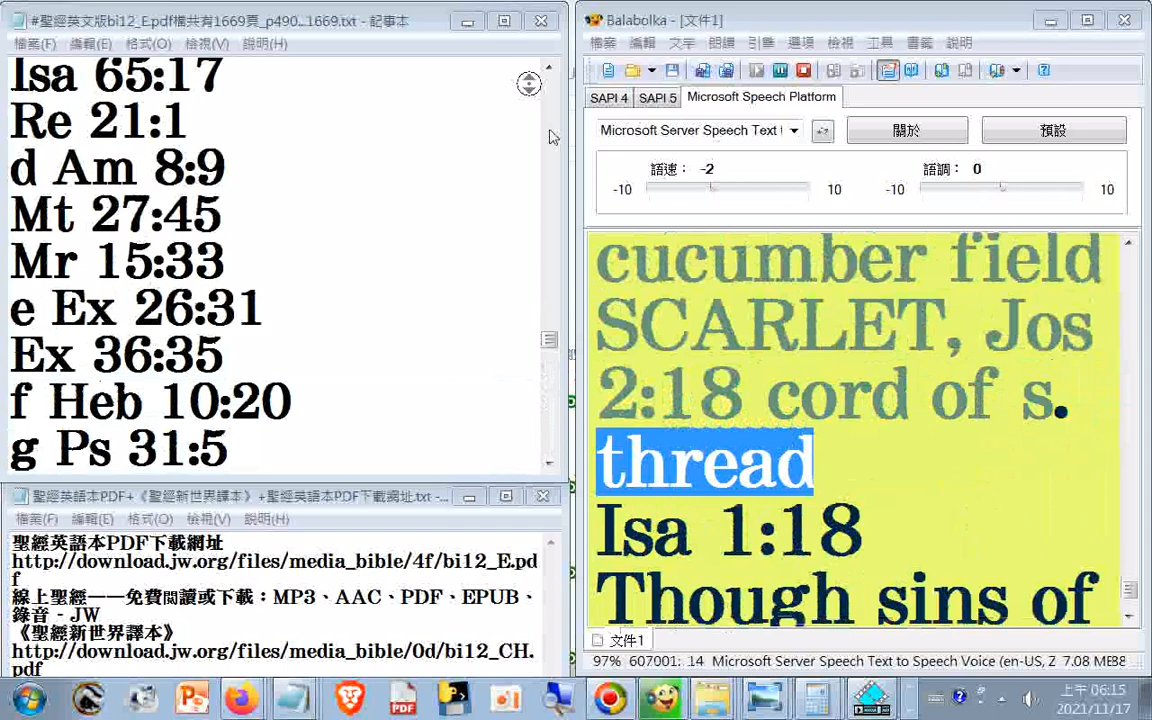 #聖經英文版bi12_E.pdf檔共有1669頁_p490...1669.txt - 記事本
檔案(F) 編輯(E) 格式(O) 檢視(V) 說明(H)
Isa 65:17
Re 21:1
d Am 8:9
Mt 27:45
Mr 15:33
e Ex 26:31
Ex 36:35
f Heb 10:20
g Ps 31:5
聖經英語本PDF+《聖經新世界譯本》+聖經英語本PDF下載網址.txt -...
檔案(F) 編輯(E) 格式(O) 檢視(V) 說明(H)
聖經英語本PDF下載網址
http://download.jw.org/files/media_bible/4f/bi12_E.pd
f
線上聖經——免費閱讀或下載：MP3、AAC、PDF、EPUB、
錄音 - JW
《聖經新世界譯本》
http://download.jw.org/files/media_bible/0d/bi12_CH.
pdf
Balabolka - [文件1]
檔案 編輯 文字 朗讀 引擎 選項 檢視 工具 書籤 說明
SAPI 4 SAPI 5 Microsoft Speech Platform
Microsoft Server Speech Text 關於 預設
語速： -2 語調： 0
-10 10 -10 10
cucumber field
SCARLET, Jos
2:18 cord of s.
thread
Isa 1:18
Though sins of
文件1
97% 607001: 14 Microsoft Server Speech Text to Speech Voice (en-US, Z 7.08 MEB8
PDF
上午 06:15
2021/11/17